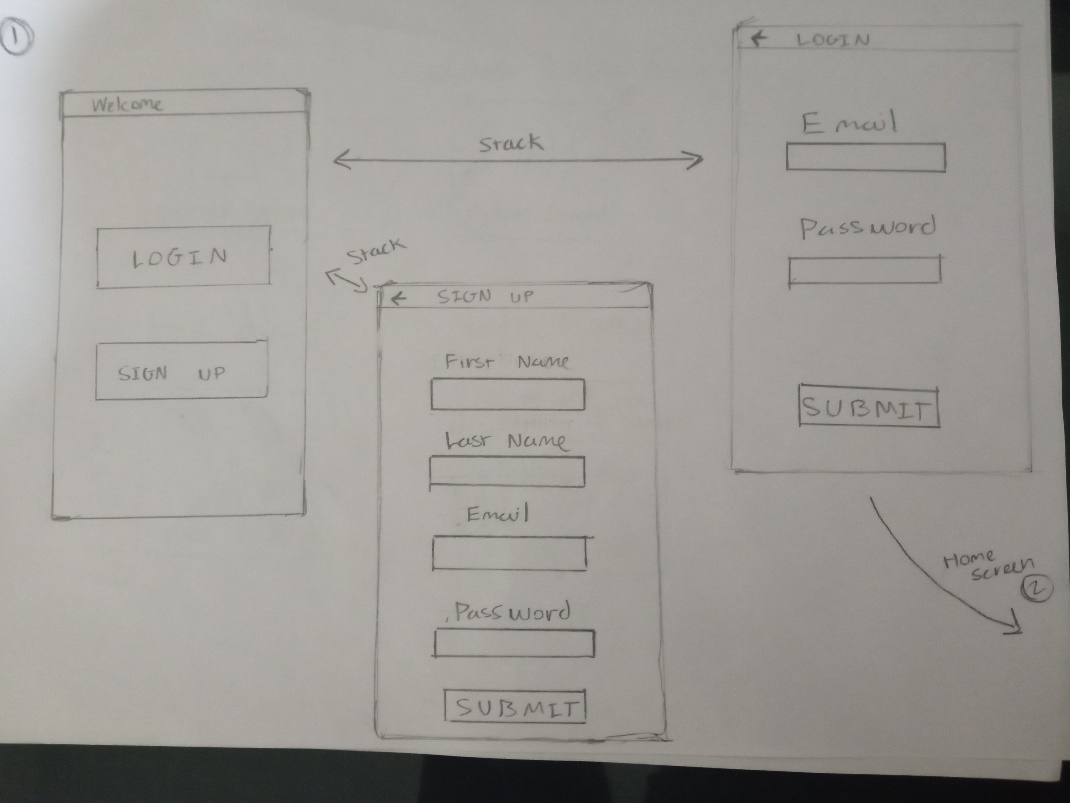 1
Welcome
LOGIN
SIGN UP
Stack
Stack
← SIGN UP
First Name
Last Name
Email
Password
SUBMIT
← LOGIN
Email
Password
SUBMIT
Home
screen
2